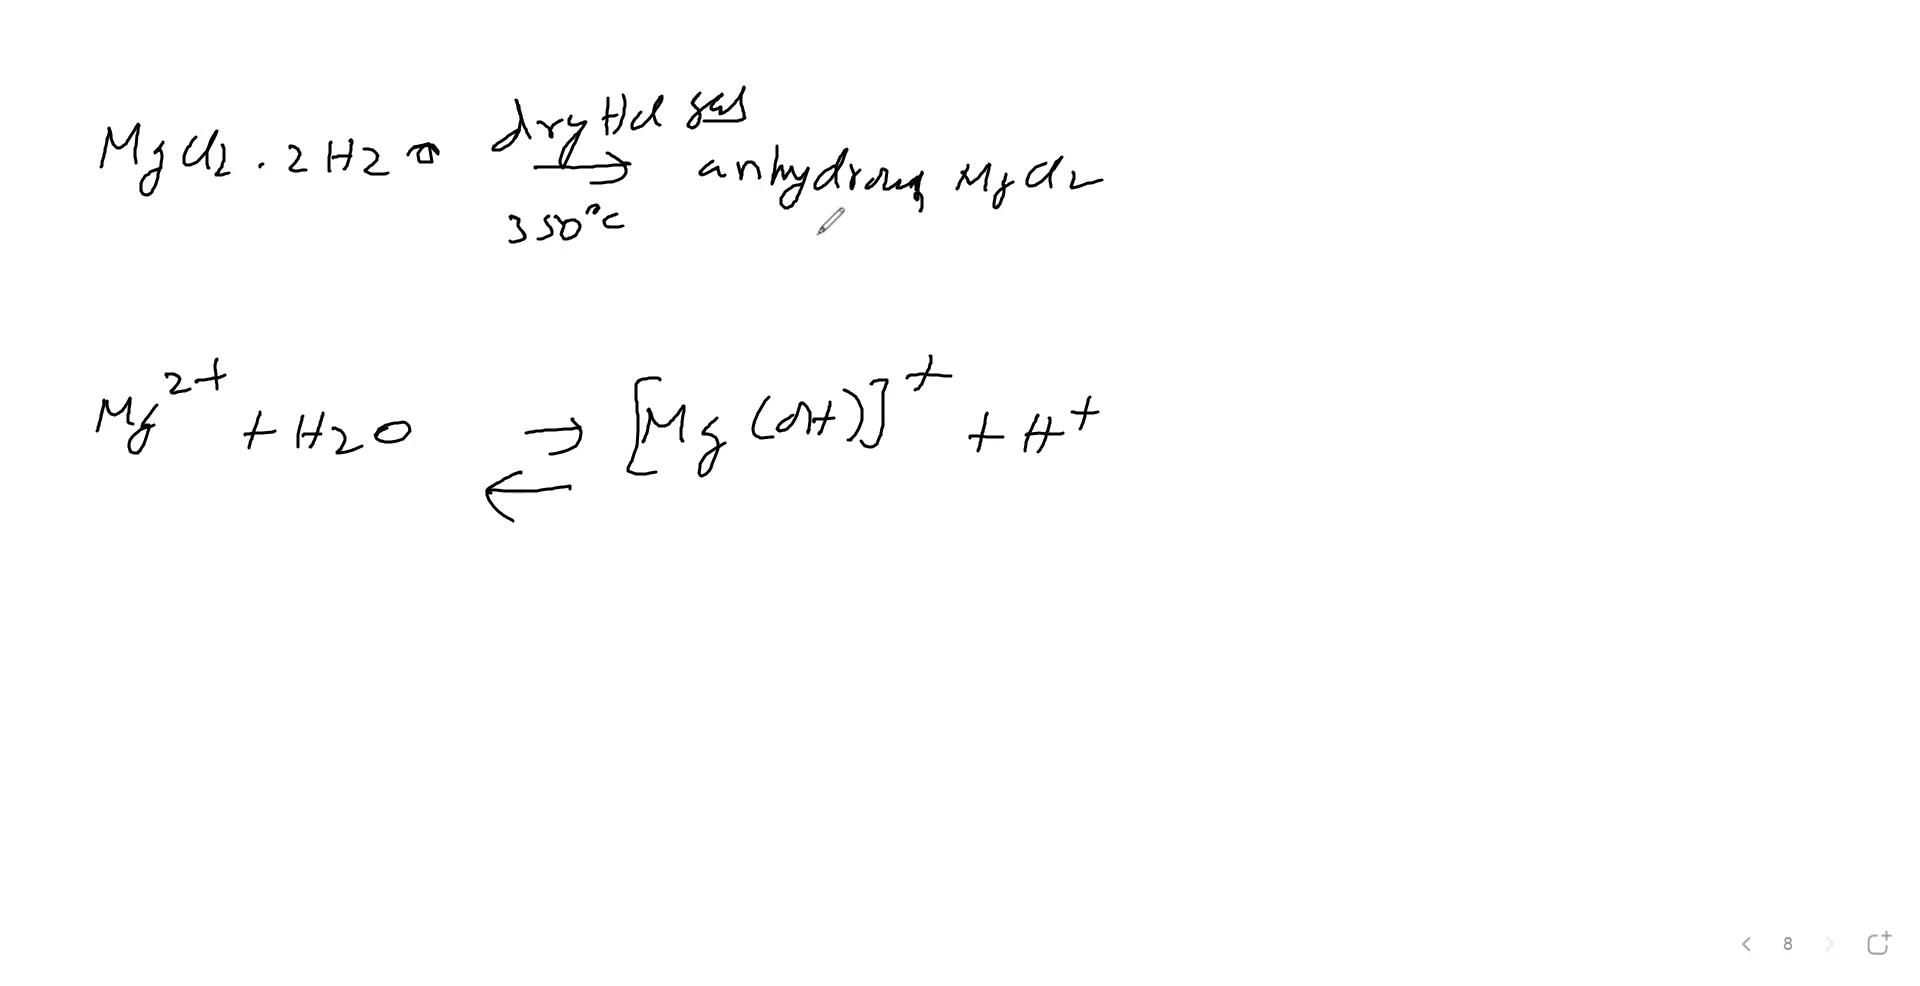 dry HCl gas
MgCl2 . 2H2O → anhydrous MgCl2
350°C
Mg2+ + H2O ⇌ [Mg(OH)]+ + H+
8